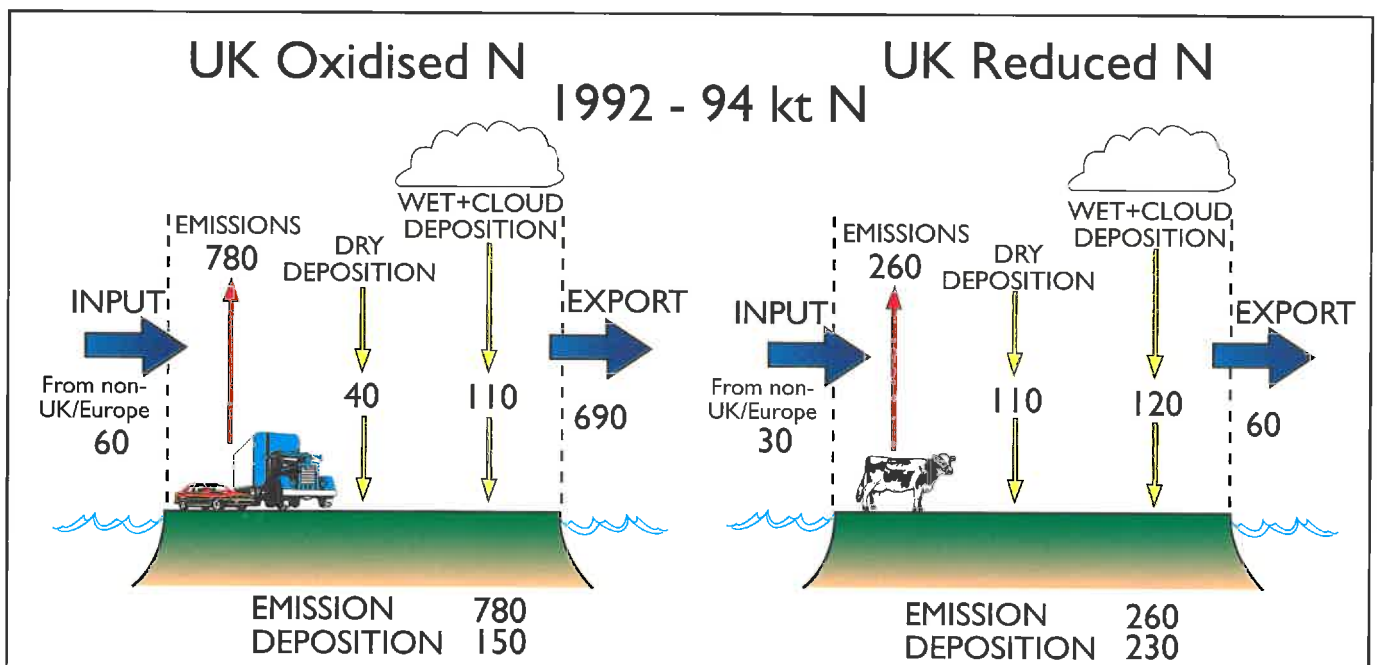 UK Oxidised N
UK Reduced N
1992 - 94 kt N
WET+CLOUD
DEPOSITION
EMISSIONS
780
DRY
DEPOSITION
INPUT
EXPORT
From non-
UK/Europe
60
40
110
690
EMISSION 780
DEPOSITION 150
WET+CLOUD
DEPOSITION
EMISSIONS
260
DRY
DEPOSITION
INPUT
EXPORT
From non-
UK/Europe
30
110
120
60
EMISSION 260
DEPOSITION 230